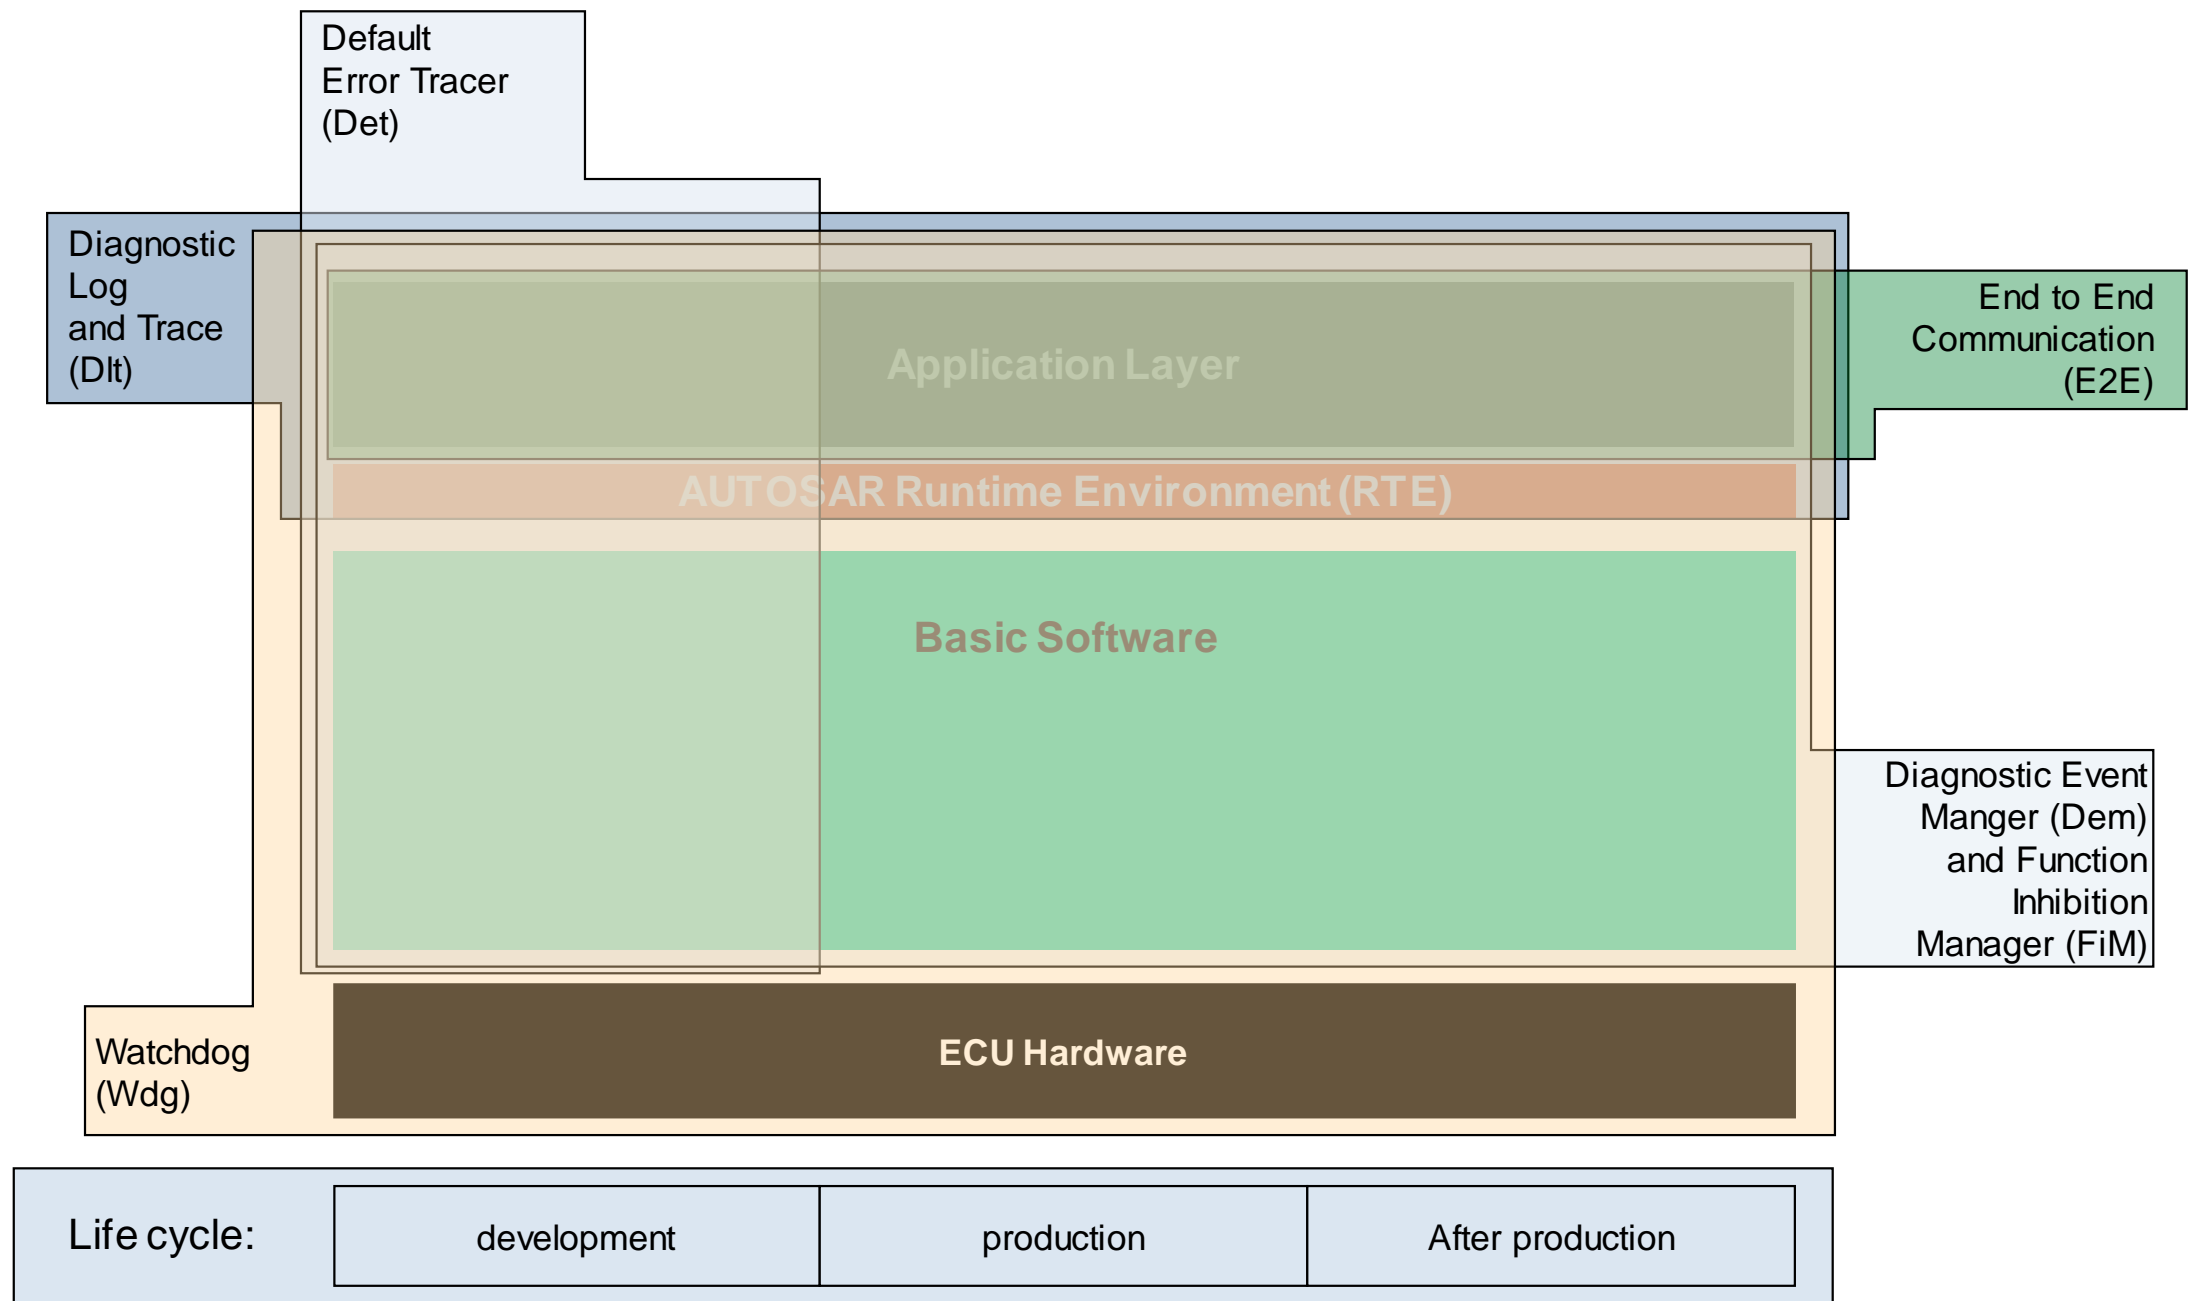 Default
Error Tracer
(Det)
Diagnostic
Log
and Trace
(Dlt)
End to End
Communication
(E2E)
Application Layer
AUTOSAR Runtime Environment (RTE)
Basic Software
Diagnostic Event
Manger (Dem)
and Function
Inhibition
Manager (FiM)
Watchdog
(Wdg)
ECU Hardware
Life cycle:
development
production
After production